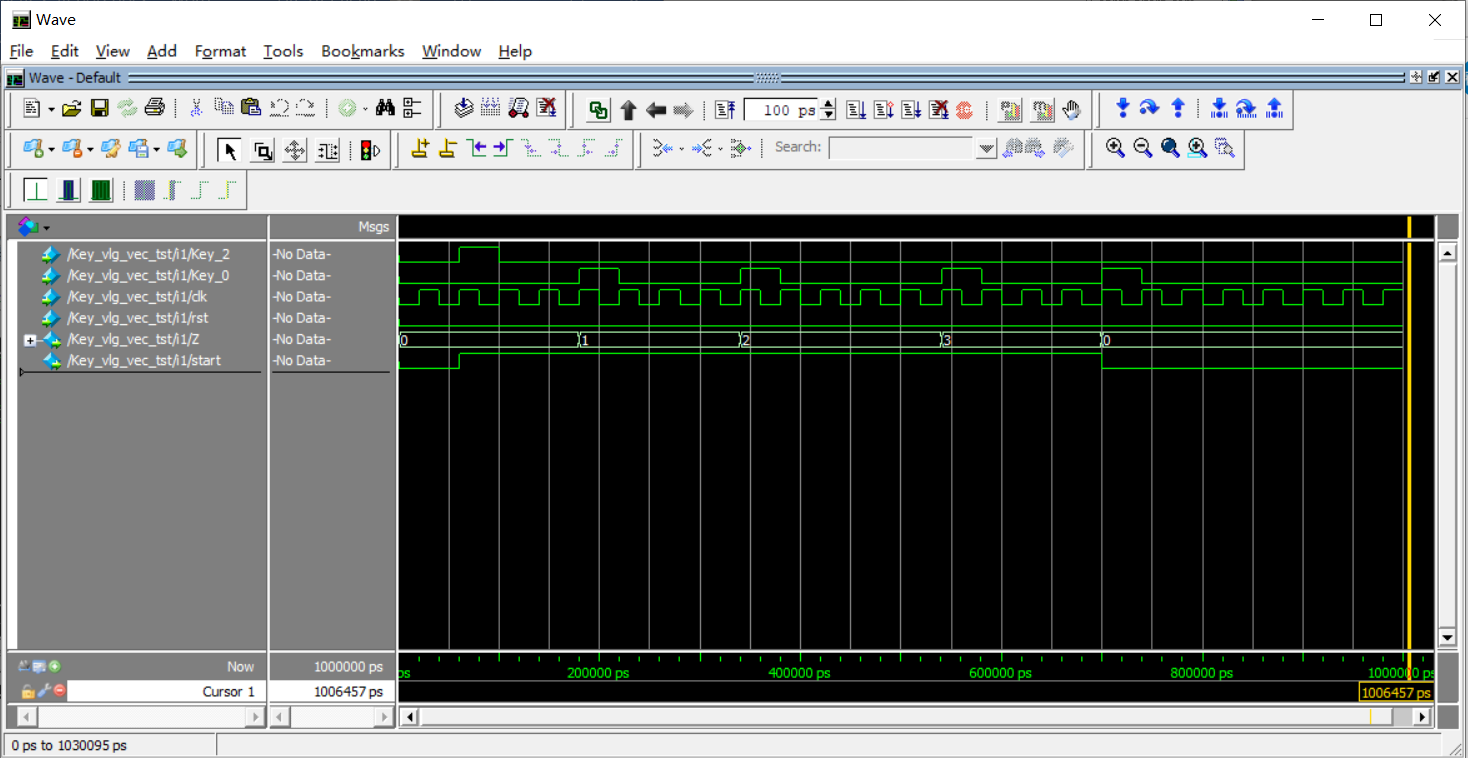 Wave
File Edit View Add Format Tools Bookmarks Window Help
Wave - Default
100 ps
Search:
Msgs
/Key_vlg_vec_tst/i1/Key_2 -No Data-
/Key_vlg_vec_tst/i1/Key_0 -No Data-
/Key_vlg_vec_tst/i1/clk -No Data-
/Key_vlg_vec_tst/i1/rst -No Data-
/Key_vlg_vec_tst/i1/Z -No Data- 0 1 2 3 0
/Key_vlg_vec_tst/i1/start -No Data-
Now 1000000 ps ps 200000 ps 400000 ps 600000 ps 800000 ps 1000000 ps
Cursor 1 1006457 ps 1006457 ps
0 ps to 1030095 ps